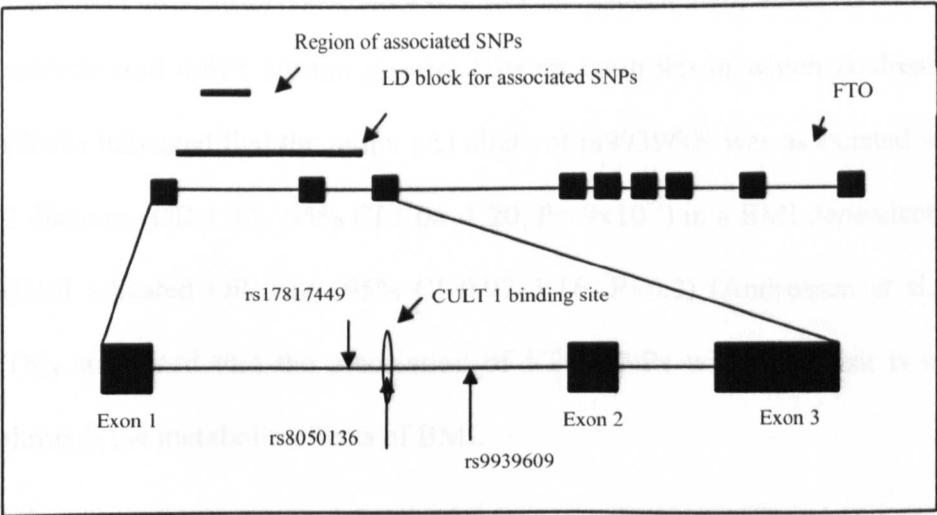 Region of associated SNPs
LD block for associated SNPs
FTO
rs17817449
CULT 1 binding site
Exon 1
Exon 2
Exon 3
rs8050136
rs9939609